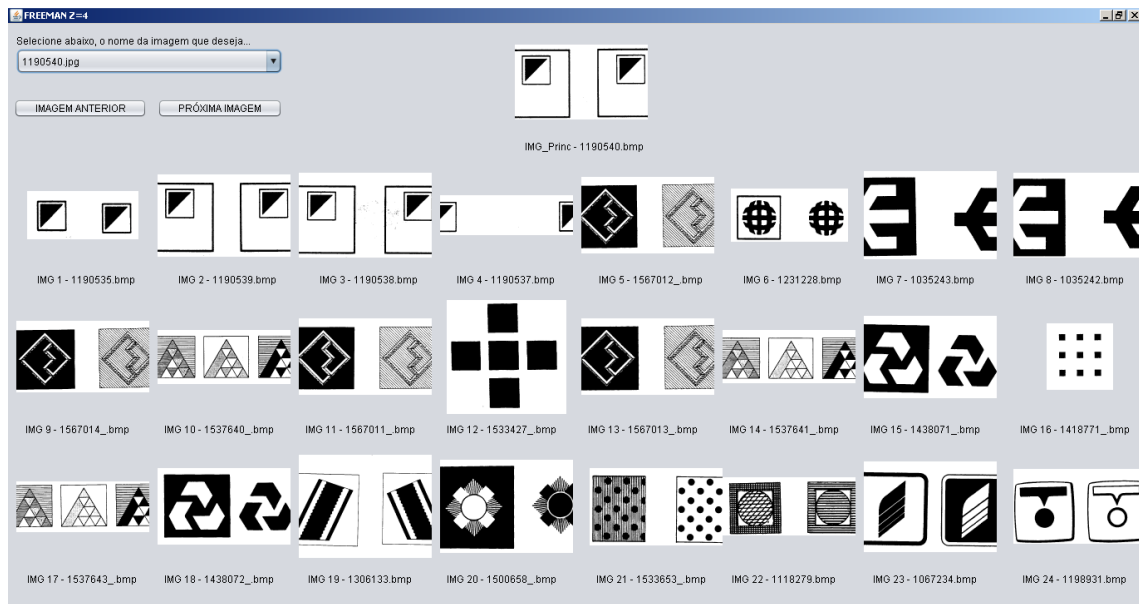 FREEMAN Z=4
Selecione abaixo, o nome da imagem que deseja...
1190540.jpg
IMAGEM ANTERIOR
PRÓXIMA IMAGEM
IMG_Princ - 1190540.bmp
IMG 1 - 1190535.bmp
IMG 2 - 1190539.bmp
IMG 3 - 1190538.bmp
IMG 4 - 1190537.bmp
IMG 5 - 1567012_.bmp
IMG 6 - 1231228.bmp
IMG 7 - 1035243.bmp
IMG 8 - 1035242.bmp
IMG 9 - 1567014_.bmp
IMG 10 - 1537640_.bmp
IMG 11 - 1567011_.bmp
IMG 12 - 1533427_.bmp
IMG 13 - 1567013_.bmp
IMG 14 - 1537641_.bmp
IMG 15 - 1438071_.bmp
IMG 16 - 1418771_.bmp
IMG 17 - 1537643_.bmp
IMG 18 - 1438072_.bmp
IMG 19 - 1306133.bmp
IMG 20 - 1500658_.bmp
IMG 21 - 1533653_.bmp
IMG 22 - 1118279.bmp
IMG 23 - 1067234.bmp
IMG 24 - 1198931.bmp